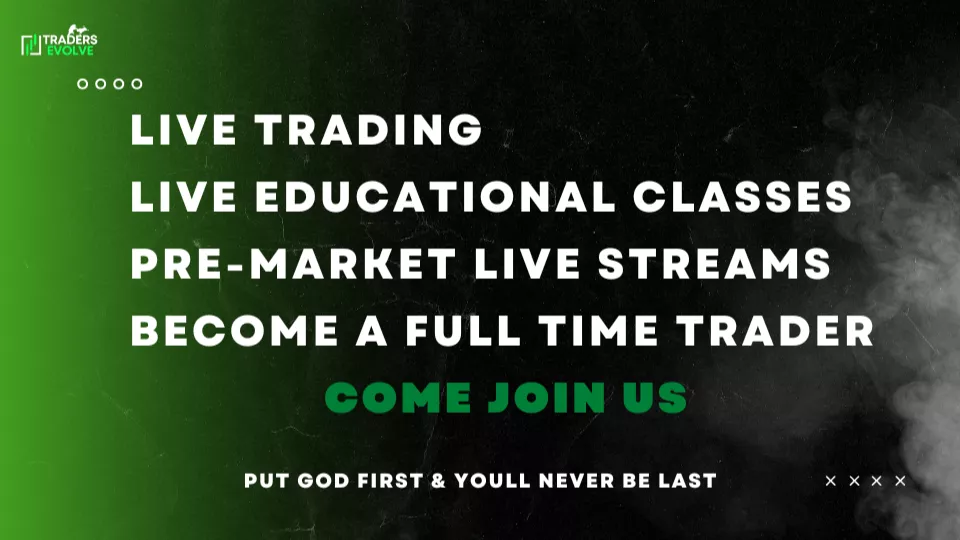 TRADERS
EVOLVE
LIVE TRADING
LIVE EDUCATIONAL CLASSES
PRE-MARKET LIVE STREAMS
BECOME A FULL TIME TRADER
COME JOIN US
PUT GOD FIRST & YOULL NEVER BE LAST